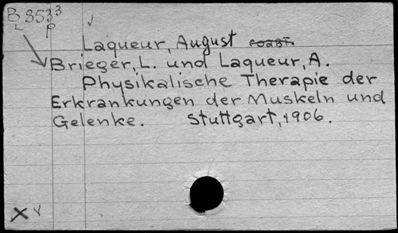 B 3533
L P
Laqueur, August
Brieger, L. und Laqueur, A.
Physikalische Therapie der
Erkrankungen der Muskeln und
Gelenke. Stuttgart, 1906.
X